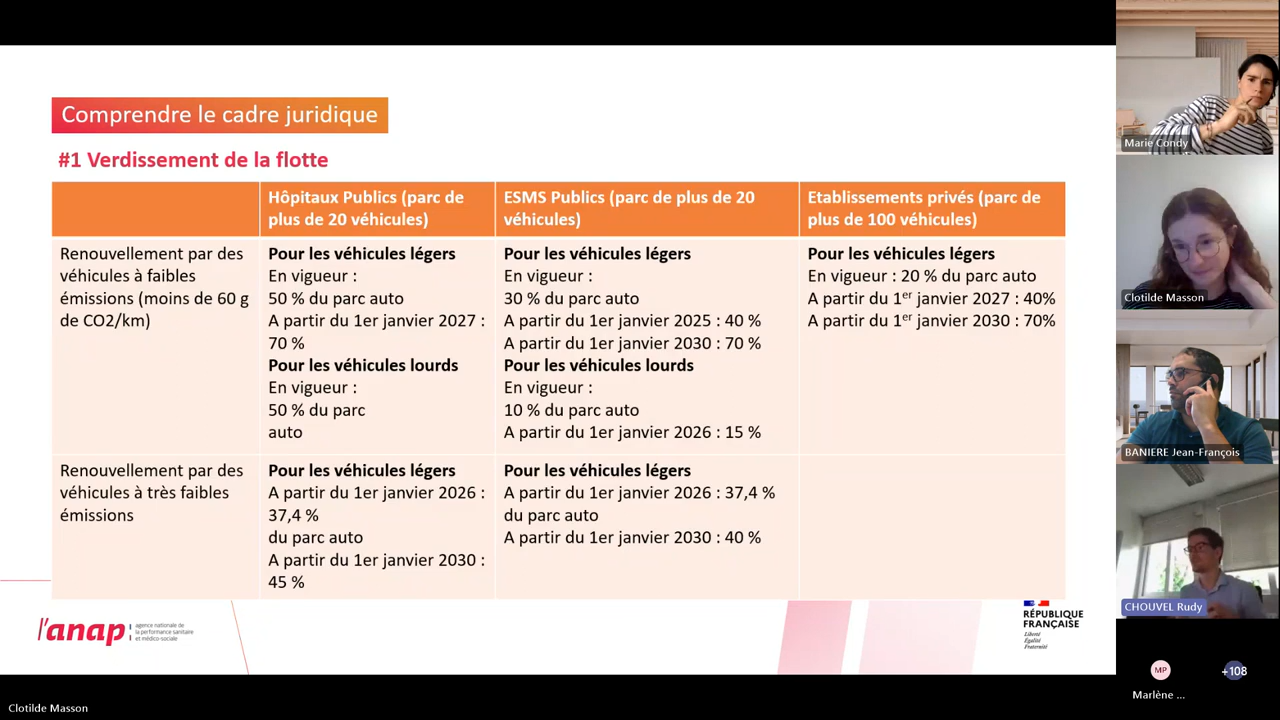 Comprendre le cadre juridique
#1 Verdissement de la flotte
Hôpitaux Publics (parc de
plus de 20 véhicules)
ESMS Publics (parc de plus de 20
véhicules)
Etablissements privés (parc de
plus de 100 véhicules)
Renouvellement par des
véhicules à faibles
émissions (moins de 60 g
de CO2/km)
Pour les véhicules légers
En vigueur :
50 % du parc auto
A partir du 1er janvier 2027 :
70 %
Pour les véhicules lourds
En vigueur :
50 % du parc
auto
Pour les véhicules légers
En vigueur :
30 % du parc auto
A partir du 1er janvier 2025 : 40 %
A partir du 1er janvier 2030 : 70 %
Pour les véhicules lourds
En vigueur :
10 % du parc auto
A partir du 1er janvier 2026 : 15 %
Pour les véhicules légers
En vigueur : 20 % du parc auto
A partir du 1er janvier 2027 : 40%
A partir du 1er janvier 2030 : 70%
Renouvellement par des
véhicules à très faibles
émissions
Pour les véhicules légers
A partir du 1er janvier 2026 :
37,4 %
du parc auto
A partir du 1er janvier 2030 :
45 %
Pour les véhicules légers
A partir du 1er janvier 2026 : 37,4 %
du parc auto
A partir du 1er janvier 2030 : 40 %
l'anap
agence nationale de
la performance sanitaire
et médico-sociale
RÉPUBLIQUE
FRANÇAISE
Liberté
Égalité
Fraternité
Marie Condy
Clotilde Masson
BANIERE Jean-François
CHOUVEL Rudy
MP
+108
Marlène ...
Clotilde Masson